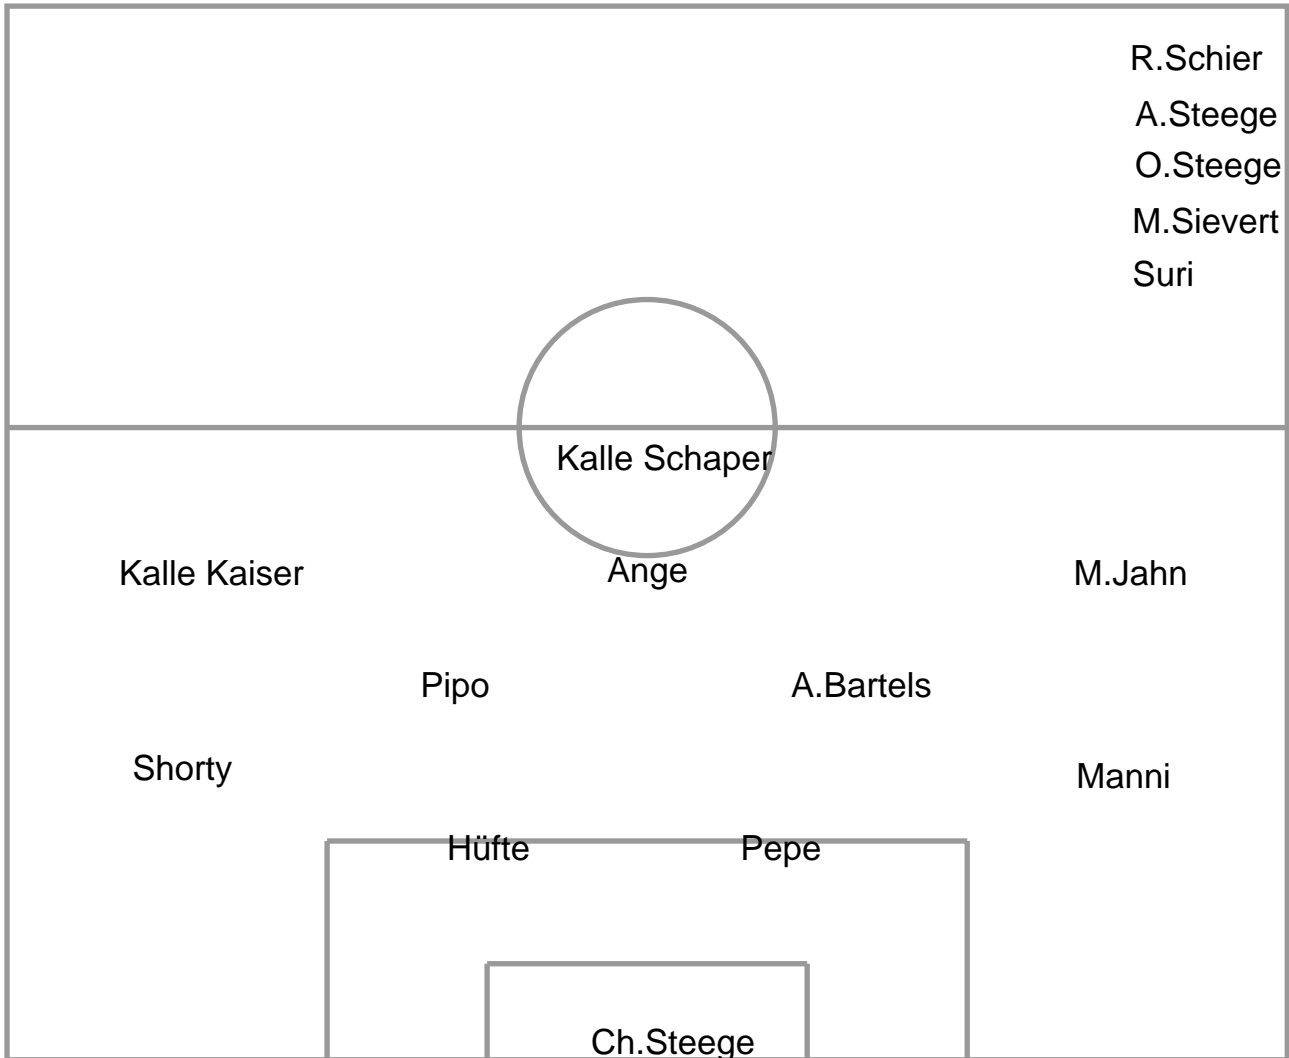 R.Schier
A.Steege
O.Steege
M.Sievert
Suri
Kalle Schaper
Kalle Kaiser
Ange
M.Jahn
Pipo
A.Bartels
Shorty
Manni
Hüfte
Pepe
Ch.Steege